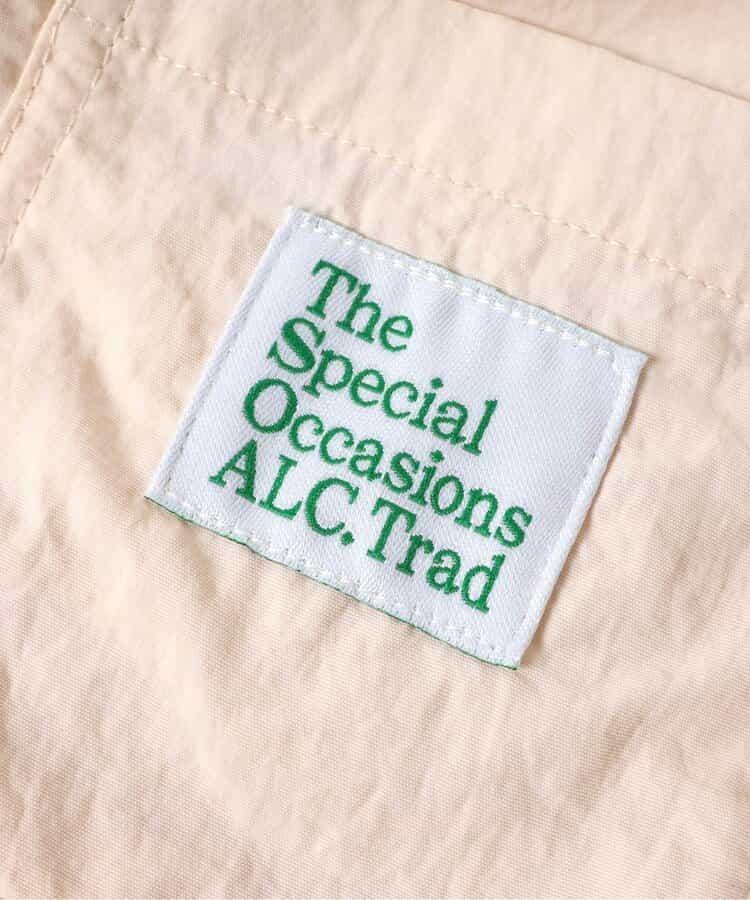 The
Special
Occasions
ALC. Trad